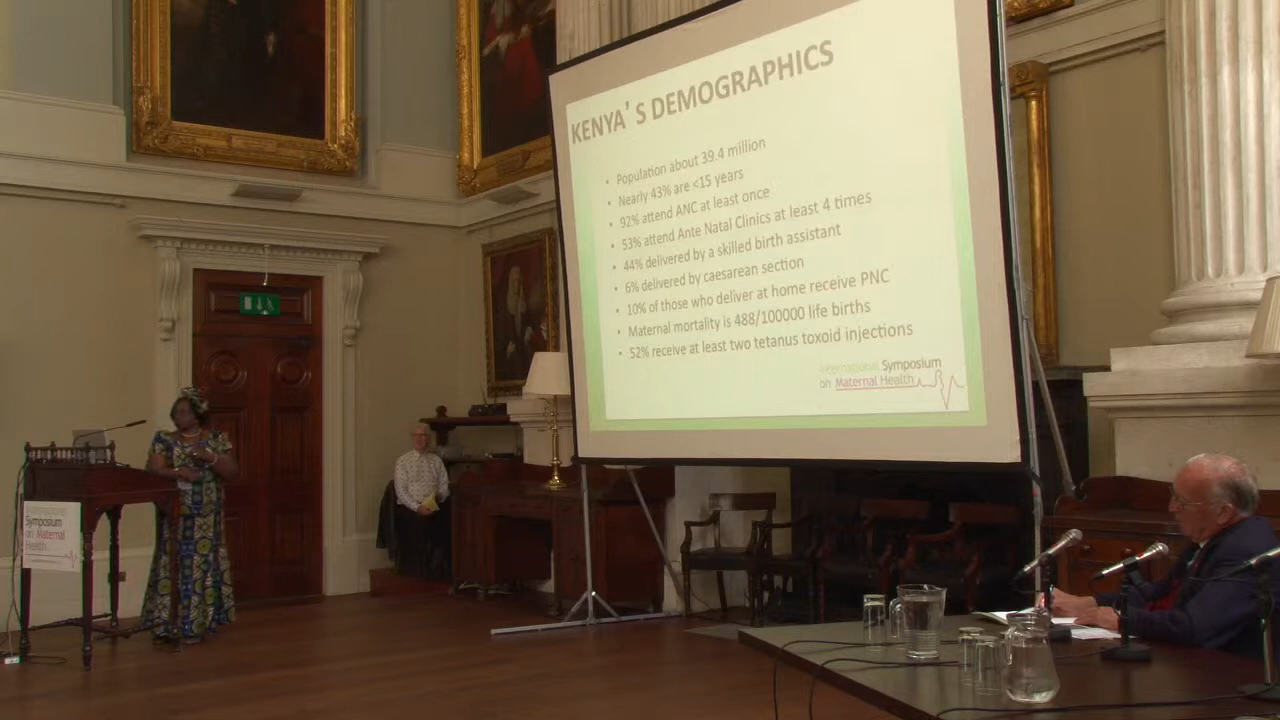 KENYA' S DEMOGRAPHICS
• Population about 39.4 million
• Nearly 43% are <15 years
• 92% attend ANC at least once
• 53% attend Ante Natal Clinics at least 4 times
• 44% delivered by a skilled birth assistant
• 6% delivered by caesarean section
• 10% of those who deliver at home receive PNC
• Maternal mortality is 488/100000 life births
• 52% receive at least two tetanus toxoid injections
International Symposium
on Maternal Health
Symposium
on Maternal
Health